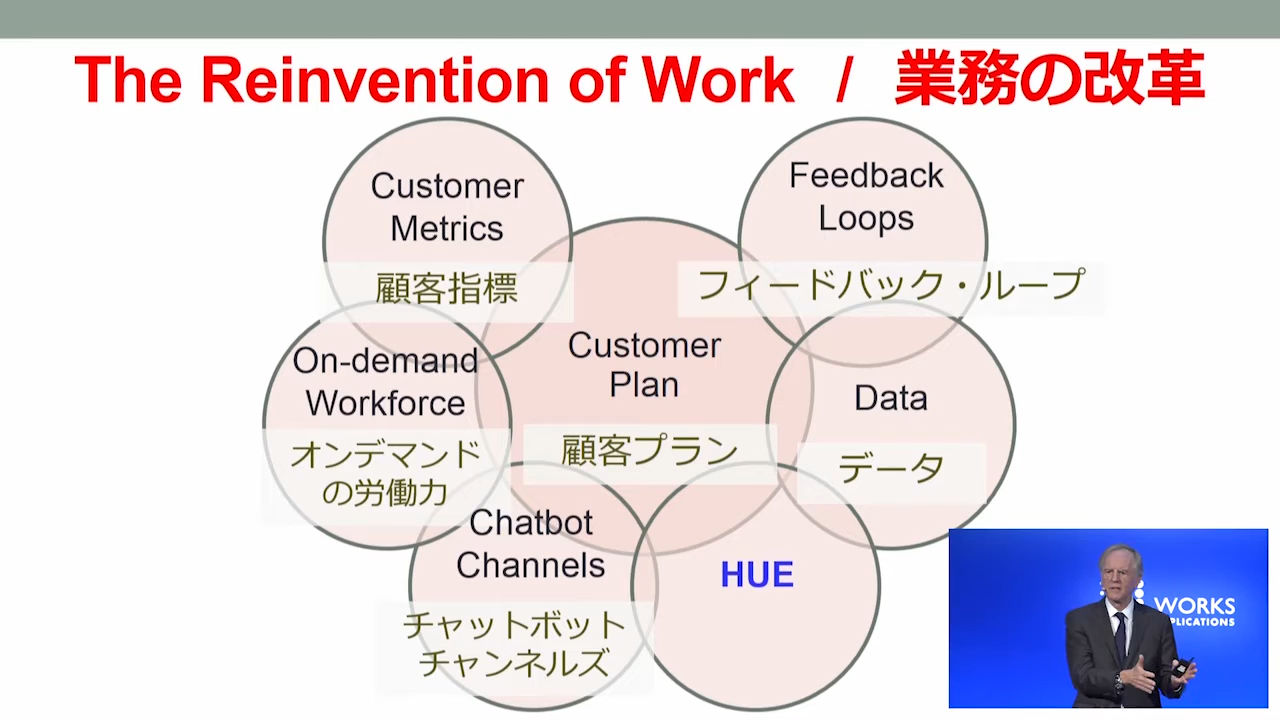 The Reinvention of Work / 業務の改革
Customer
Metrics
顧客指標
Feedback
Loops
フィードバック・ループ
On-demand
Workforce
オンデマンド
の労働力
Customer
Plan
顧客プラン
Data
データ
Chatbot
Channels
チャットボット
チャンネルズ
HUE
WORKS
PLICATIONS